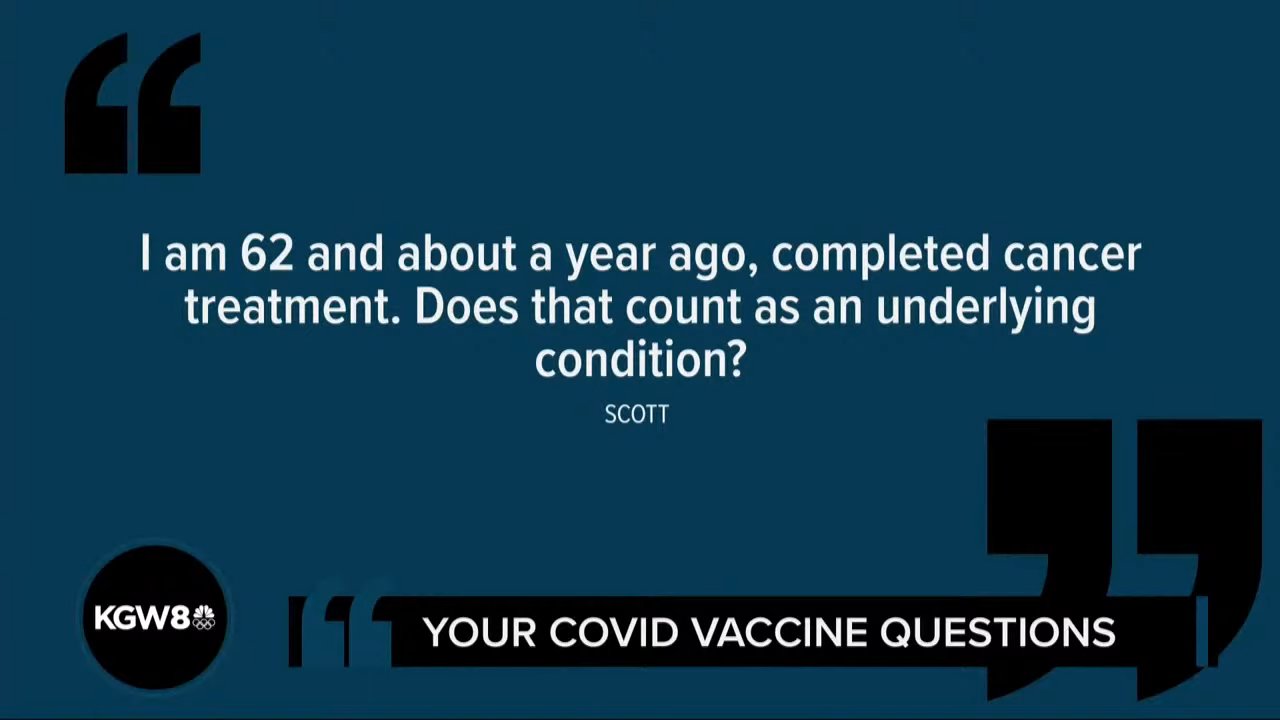 I am 62 and about a year ago, completed cancer
treatment. Does that count as an underlying
condition?
SCOTT
KGW8
YOUR COVID VACCINE QUESTIONS